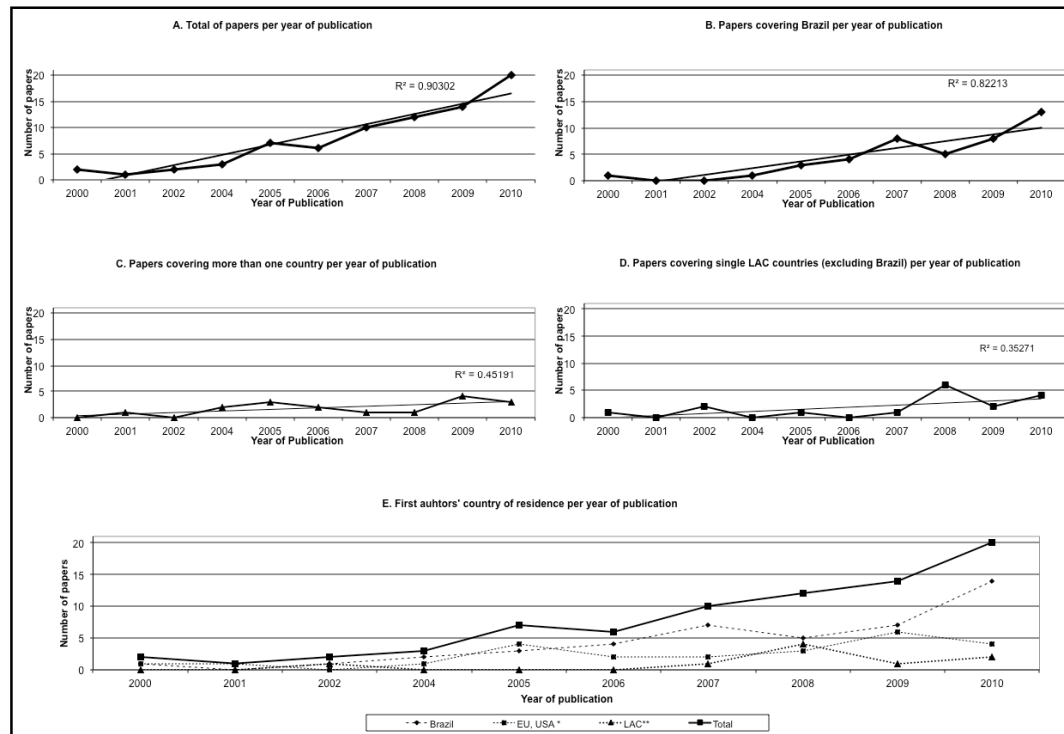 A. Total of papers per year of publication
Number of papers
20
15
10
5
0
R² = 0.90302
2000 2001 2002 2004 2005 2006 2007 2008 2009 2010
Year of Publication
B. Papers covering Brazil per year of publication
Number of papers
20
15
10
5
0
R² = 0.82213
2000 2001 2002 2004 2005 2006 2007 2008 2009 2010
Year of Publication
C. Papers covering more than one country per year of publication
Number of papers
20
15
10
5
0
R² = 0.45191
2000 2001 2002 2004 2005 2006 2007 2008 2009 2010
Year of Publication
D. Papers covering single LAC countries (excluding Brazil) per year of publication
Number of papers
20
15
10
5
0
R² = 0.35271
2000 2001 2002 2004 2005 2006 2007 2008 2009 2010
Year of Publication
E. First auhtors' country of residence per year of publication
Number of papers
20
15
10
5
0
2000 2001 2002 2004 2005 2006 2007 2008 2009 2010
Year of publication
Brazil EU, USA * LAC** Total